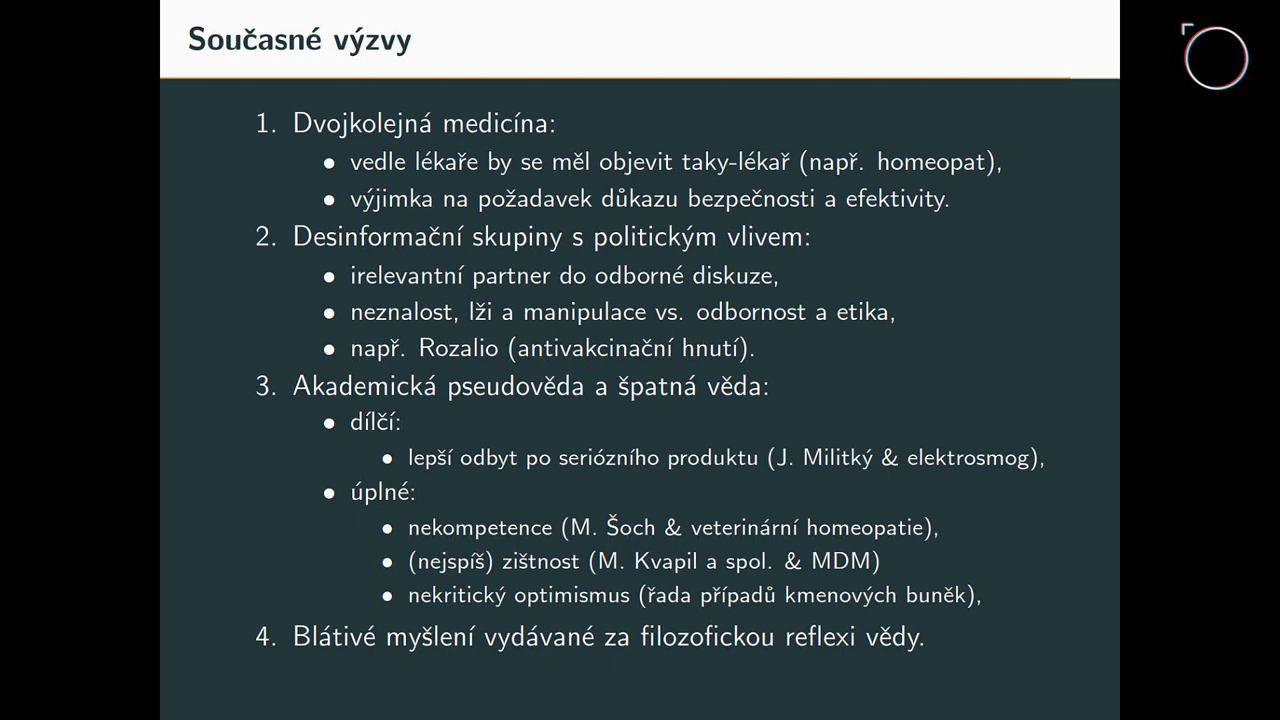 Současné výzvy
1. Dvojkolejná medicína:
• vedle lékaře by se měl objevit taky-lékař (např. homeopat),
• výjimka na požadavek důkazu bezpečnosti a efektivity.
2. Desinformační skupiny s politickým vlivem:
• irelevantní partner do odborné diskuze,
• neznalost, lži a manipulace vs. odbornost a etika,
• např. Rozalio (antivakcinační hnutí).
3. Akademická pseudověda a špatná věda:
• dílčí:
• lepší odbyt po seriózního produktu (J. Militký & elektrosmog),
• úplné:
• nekompetence (M. Šoch & veterinární homeopatie),
• (nejspíš) zištnost (M. Kvapil a spol. & MDM)
• nekritický optimismus (řada případů kmenových buněk),
4. Blátivé myšlení vydávané za filozofickou reflexi vědy.